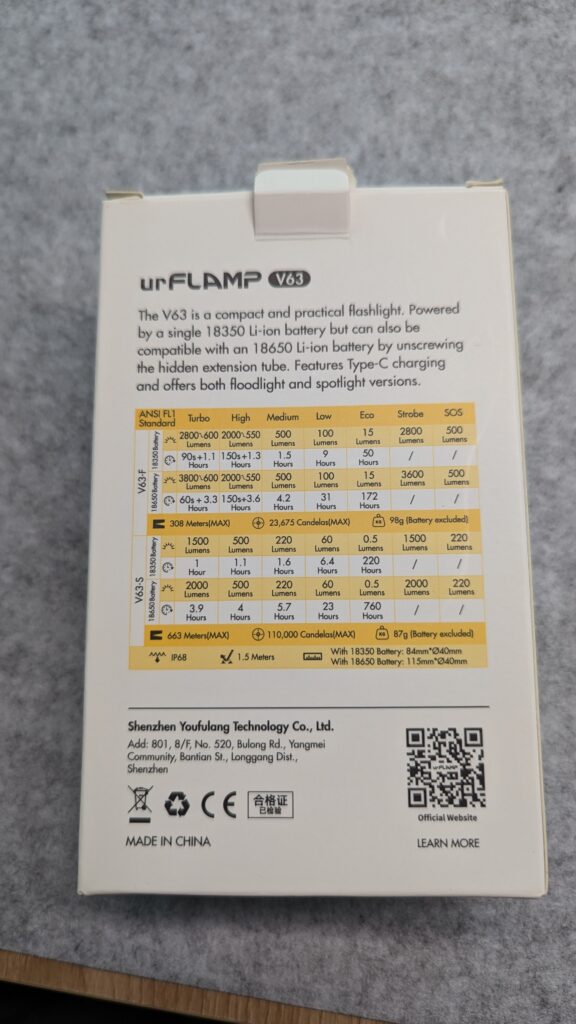 urFLAMP V63
The V63 is a compact and practical flashlight. Powered
by a single 18350 Li-ion battery but can also be
compatible with an 18650 Li-ion battery by unscrewing
the hidden extension tube. Features Type-C charging
and offers both floodlight and spotlight versions.
ANSI FL1 Standard Turbo High Medium Low Eco Strobe SOS
V63-F
18350 Battery
2800~600 Lumens 2000~550 Lumens 500 Lumens 100 Lumens 15 Lumens 2800 Lumens 500 Lumens
90s+1.1 Hours 150s+1.3 Hours 1.5 Hours 9 Hours 50 Hours / /
18650 Battery
3800~600 Lumens 2000~550 Lumens 500 Lumens 100 Lumens 15 Lumens 3600 Lumens 500 Lumens
60s+3.3 Hours 150s+3.6 Hours 4.2 Hours 31 Hours 172 Hours / /
308 Meters(MAX) 23,675 Candelas(MAX) KG 98g (Battery excluded)
V63-S
18350 Battery
1500 Lumens 500 Lumens 220 Lumens 60 Lumens 0.5 Lumens 1500 Lumens 220 Lumens
1 Hour 1.1 Hours 1.6 Hours 6.4 Hours 220 Hours / /
18650 Battery
2000 Lumens 500 Lumens 220 Lumens 60 Lumens 0.5 Lumens 2000 Lumens 220 Lumens
3.9 Hours 4 Hours 5.7 Hours 23 Hours 760 Hours / /
663 Meters(MAX) 110,000 Candelas(MAX) KG 87g (Battery excluded)
IP68 1.5 Meters With 18350 Battery: 84mm*Ø40mm
With 18650 Battery: 115mm*Ø40mm
Shenzhen Youfulang Technology Co., Ltd.
Add: 801, 8/F, No. 520, Bulong Rd., Yangmei
Community, Bantian St., Longgang Dist.,
Shenzhen
urFLAMP
Official Website
CE
合格证
已检验
MADE IN CHINA
LEARN MORE